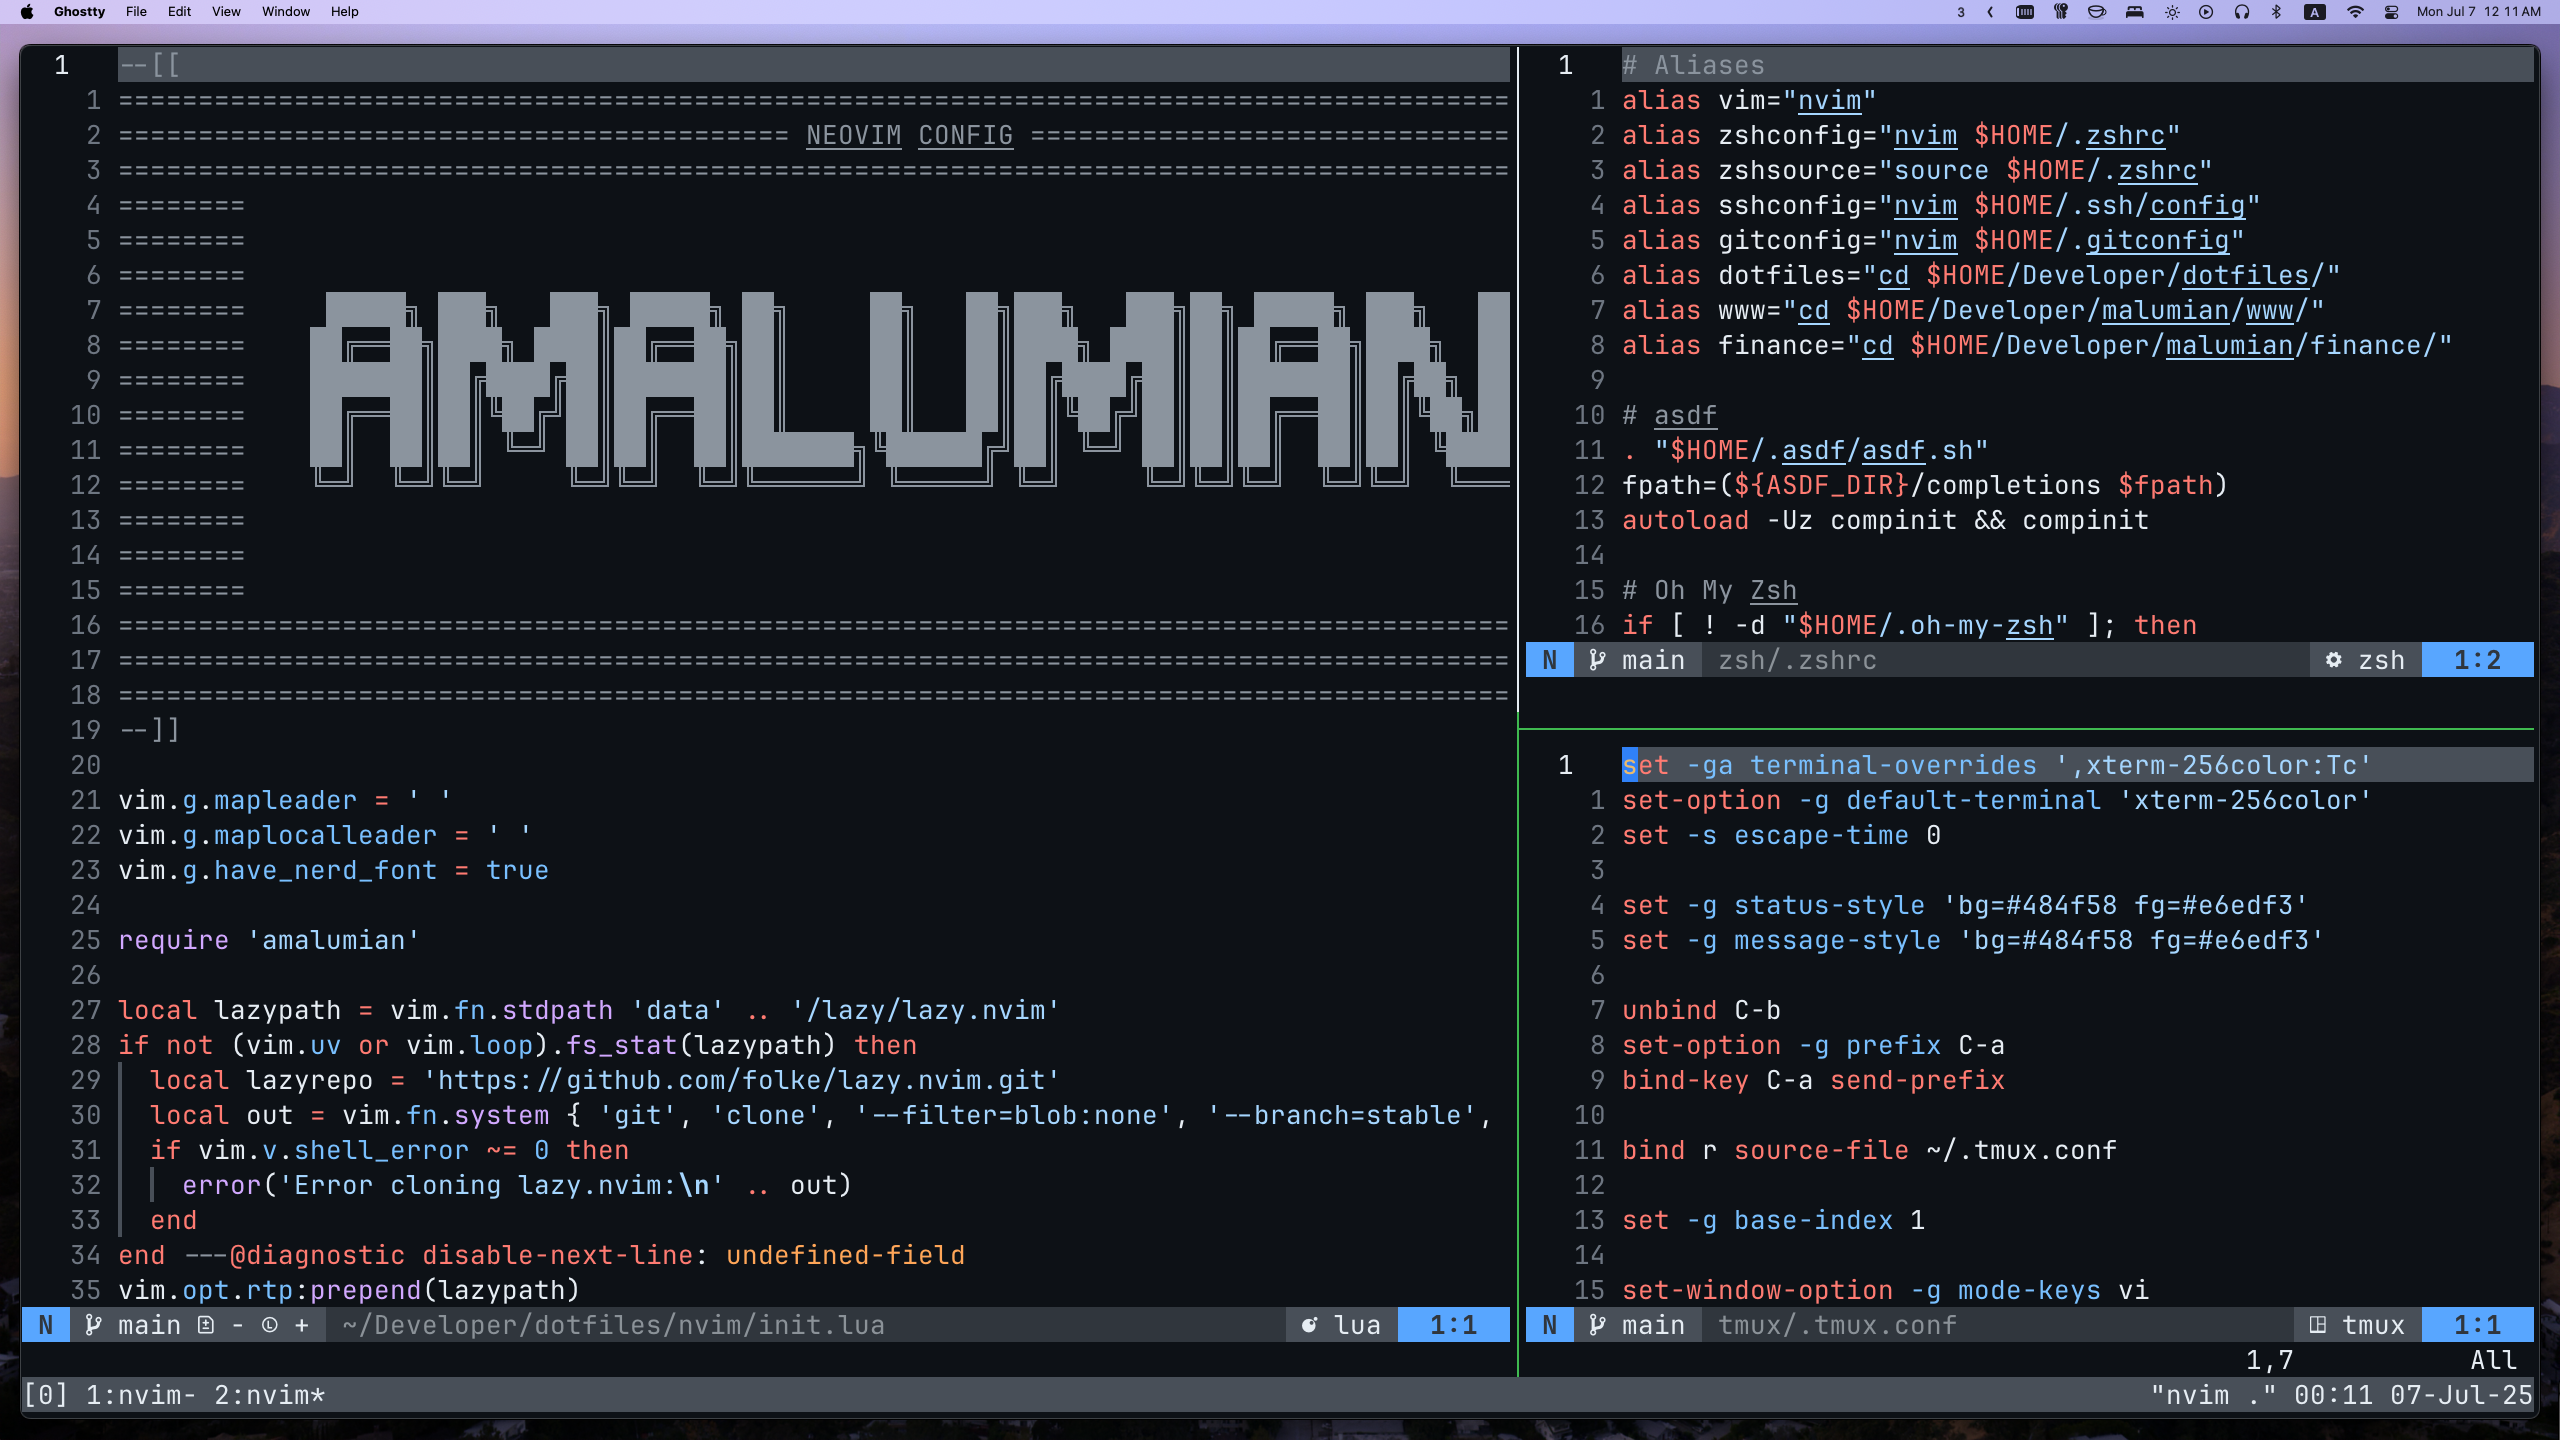 Ghostty File Edit View Window Help
3 A Mon Jul 7 12 11 AM
1 --[[
1 =======================================================================================
2 ========================================== NEOVIM CONFIG ==============================
3 =======================================================================================
4 ========
5 ========
6 ========
7 ========
8 ========
9 ========
10 ========
11 ========
12 ========
AMALUMIAN
13 ========
14 ========
15 ========
16 =======================================================================================
17 =======================================================================================
18 =======================================================================================
19 --]]
20
21 vim.g.mapleader = ' '
22 vim.g.maplocalleader = ' '
23 vim.g.have_nerd_font = true
24
25 require 'amalumian'
26
27 local lazypath = vim.fn.stdpath 'data' .. '/lazy/lazy.nvim'
28 if not (vim.uv or vim.loop).fs_stat(lazypath) then
29 local lazyrepo = 'https://github.com/folke/lazy.nvim.git'
30 local out = vim.fn.system { 'git', 'clone', '--filter=blob:none', '--branch=stable',
31 if vim.v.shell_error ~= 0 then
32 error('Error cloning lazy.nvim:\n' .. out)
33 end
34 end ---@diagnostic disable-next-line: undefined-field
35 vim.opt.rtp:prepend(lazypath)
N main - + ~/Developer/dotfiles/nvim/init.lua lua 1:1
1 # Aliases
1 alias vim="nvim"
2 alias zshconfig="nvim $HOME/.zshrc"
3 alias zshsource="source $HOME/.zshrc"
4 alias sshconfig="nvim $HOME/.ssh/config"
5 alias gitconfig="nvim $HOME/.gitconfig"
6 alias dotfiles="cd $HOME/Developer/dotfiles/"
7 alias www="cd $HOME/Developer/malumian/www/"
8 alias finance="cd $HOME/Developer/malumian/finance/"
9
10 # asdf
11 . "$HOME/.asdf/asdf.sh"
12 fpath=(${ASDF_DIR}/completions $fpath)
13 autoload -Uz compinit && compinit
14
15 # Oh My Zsh
16 if [ ! -d "$HOME/.oh-my-zsh" ]; then
N main zsh/.zshrc zsh 1:2
1 set -ga terminal-overrides ',xterm-256color:Tc'
1 set-option -g default-terminal 'xterm-256color'
2 set -s escape-time 0
3
4 set -g status-style 'bg=#484f58 fg=#e6edf3'
5 set -g message-style 'bg=#484f58 fg=#e6edf3'
6
7 unbind C-b
8 set-option -g prefix C-a
9 bind-key C-a send-prefix
10
11 bind r source-file ~/.tmux.conf
12
13 set -g base-index 1
14
15 set-window-option -g mode-keys vi
N main tmux/.tmux.conf tmux 1:1
1,7 All
[0] 1:nvim- 2:nvim* "nvim ." 00:11 07-Jul-25